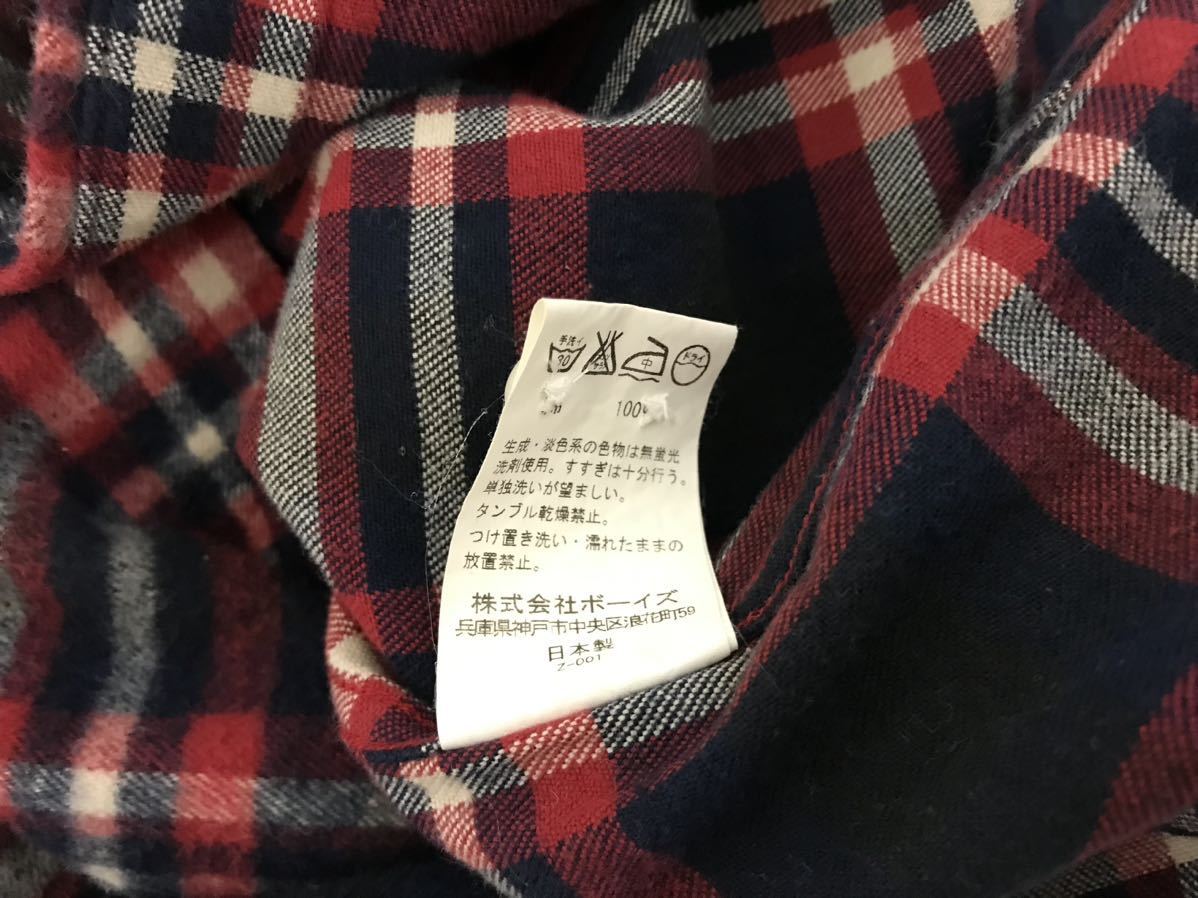 手洗イ 30 中 ドライ
100%
生成・淡色系の色物は無蛍光
洗剤使用。すすぎは十分行う。
単独洗いが望ましい。
タンブル乾燥禁止。
つけ置き洗い・濡れたままの
放置禁止。
株式会社ボーイズ
兵庫県神戸市中央区浪花町59
日本製
Z-001